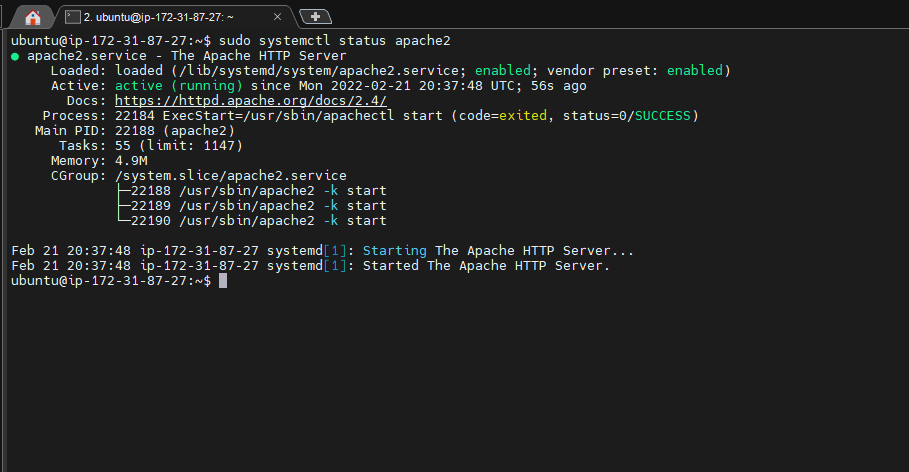 2. ubuntu@ip-172-31-87-27: ~
ubuntu@ip-172-31-87-27:~$ sudo systemctl status apache2
● apache2.service - The Apache HTTP Server
     Loaded: loaded (/lib/systemd/system/apache2.service; enabled; vendor preset: enabled)
     Active: active (running) since Mon 2022-02-21 20:37:48 UTC; 56s ago
       Docs: https://httpd.apache.org/docs/2.4/
    Process: 22184 ExecStart=/usr/sbin/apachectl start (code=exited, status=0/SUCCESS)
   Main PID: 22188 (apache2)
      Tasks: 55 (limit: 1147)
     Memory: 4.9M
     CGroup: /system.slice/apache2.service
             ├─22188 /usr/sbin/apache2 -k start
             ├─22189 /usr/sbin/apache2 -k start
             └─22190 /usr/sbin/apache2 -k start
Feb 21 20:37:48 ip-172-31-87-27 systemd[1]: Starting The Apache HTTP Server...
Feb 21 20:37:48 ip-172-31-87-27 systemd[1]: Started The Apache HTTP Server.
ubuntu@ip-172-31-87-27:~$